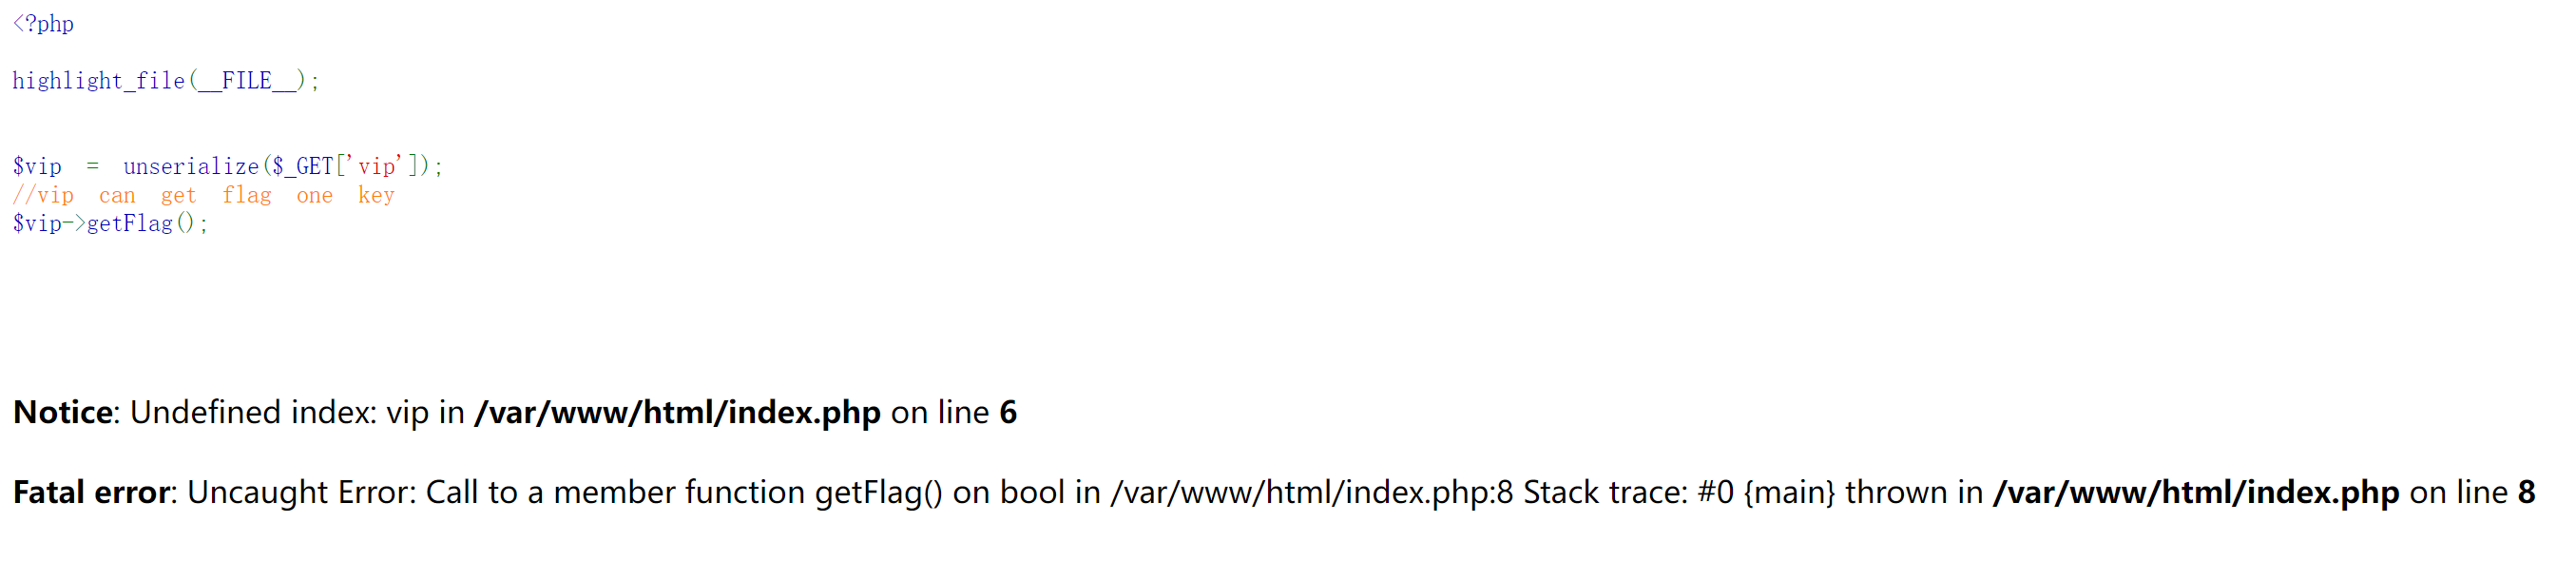 <?php
highlight_file(__FILE__);
$vip = unserialize($_GET['vip']);
//vip can get flag one key
$vip->getFlag();
Notice: Undefined index: vip in /var/www/html/index.php on line 6
Fatal error: Uncaught Error: Call to a member function getFlag() on bool in /var/www/html/index.php:8 Stack trace: #0 {main} thrown in /var/www/html/index.php on line 8